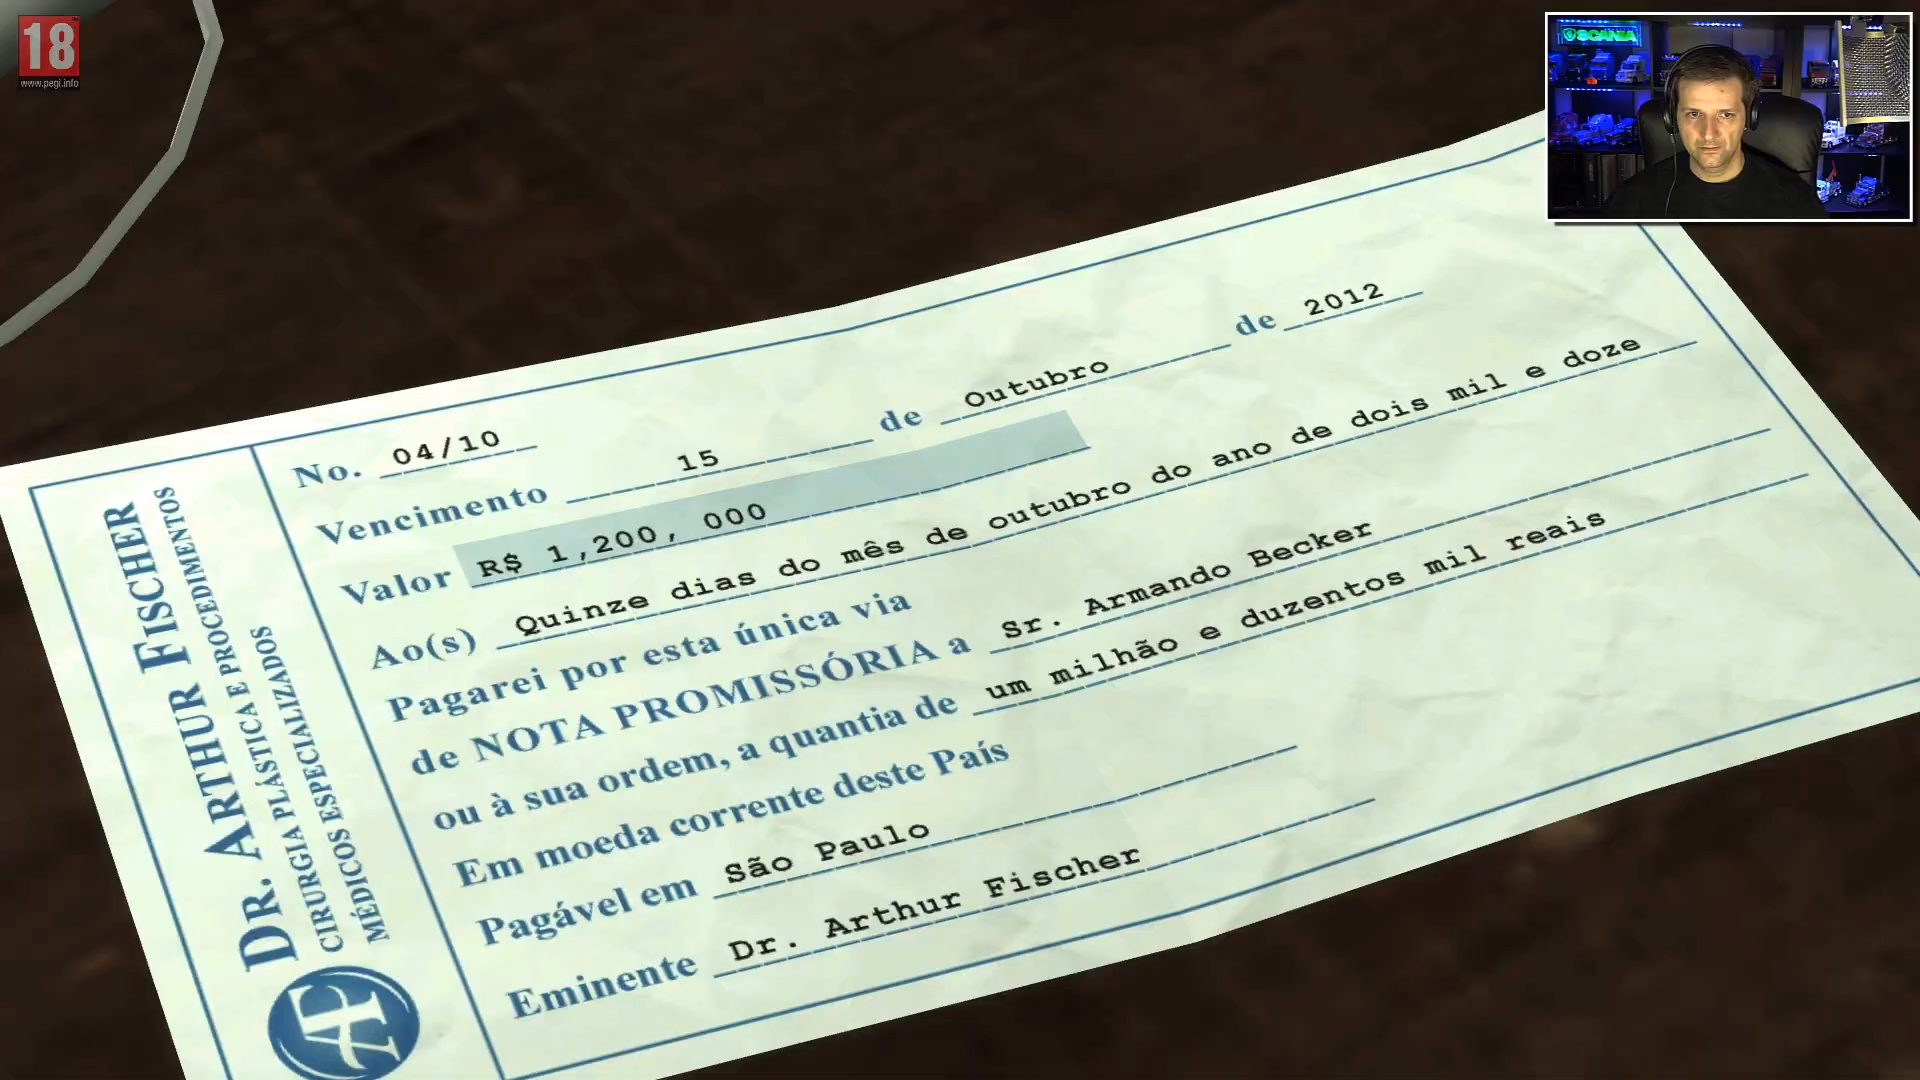 18
www.pegi.info
SCANIA
DR. ARTHUR FISCHER
CIRURGIA PLÁSTICA E PROCEDIMENTOS
MÉDICOS ESPECIALIZADOS
No. 04/10
Vencimento 15 de Outubro de 2012
Valor R$ 1,200, 000
Ao(s) Quinze dias do mês de outubro do ano de dois mil e doze
Pagarei por esta única via
de NOTA PROMISSÓRIA a Sr. Armando Becker
ou à sua ordem, a quantia de um milhão e duzentos mil reais
Em moeda corrente deste País
Pagável em São Paulo
Eminente Dr. Arthur Fischer
AF